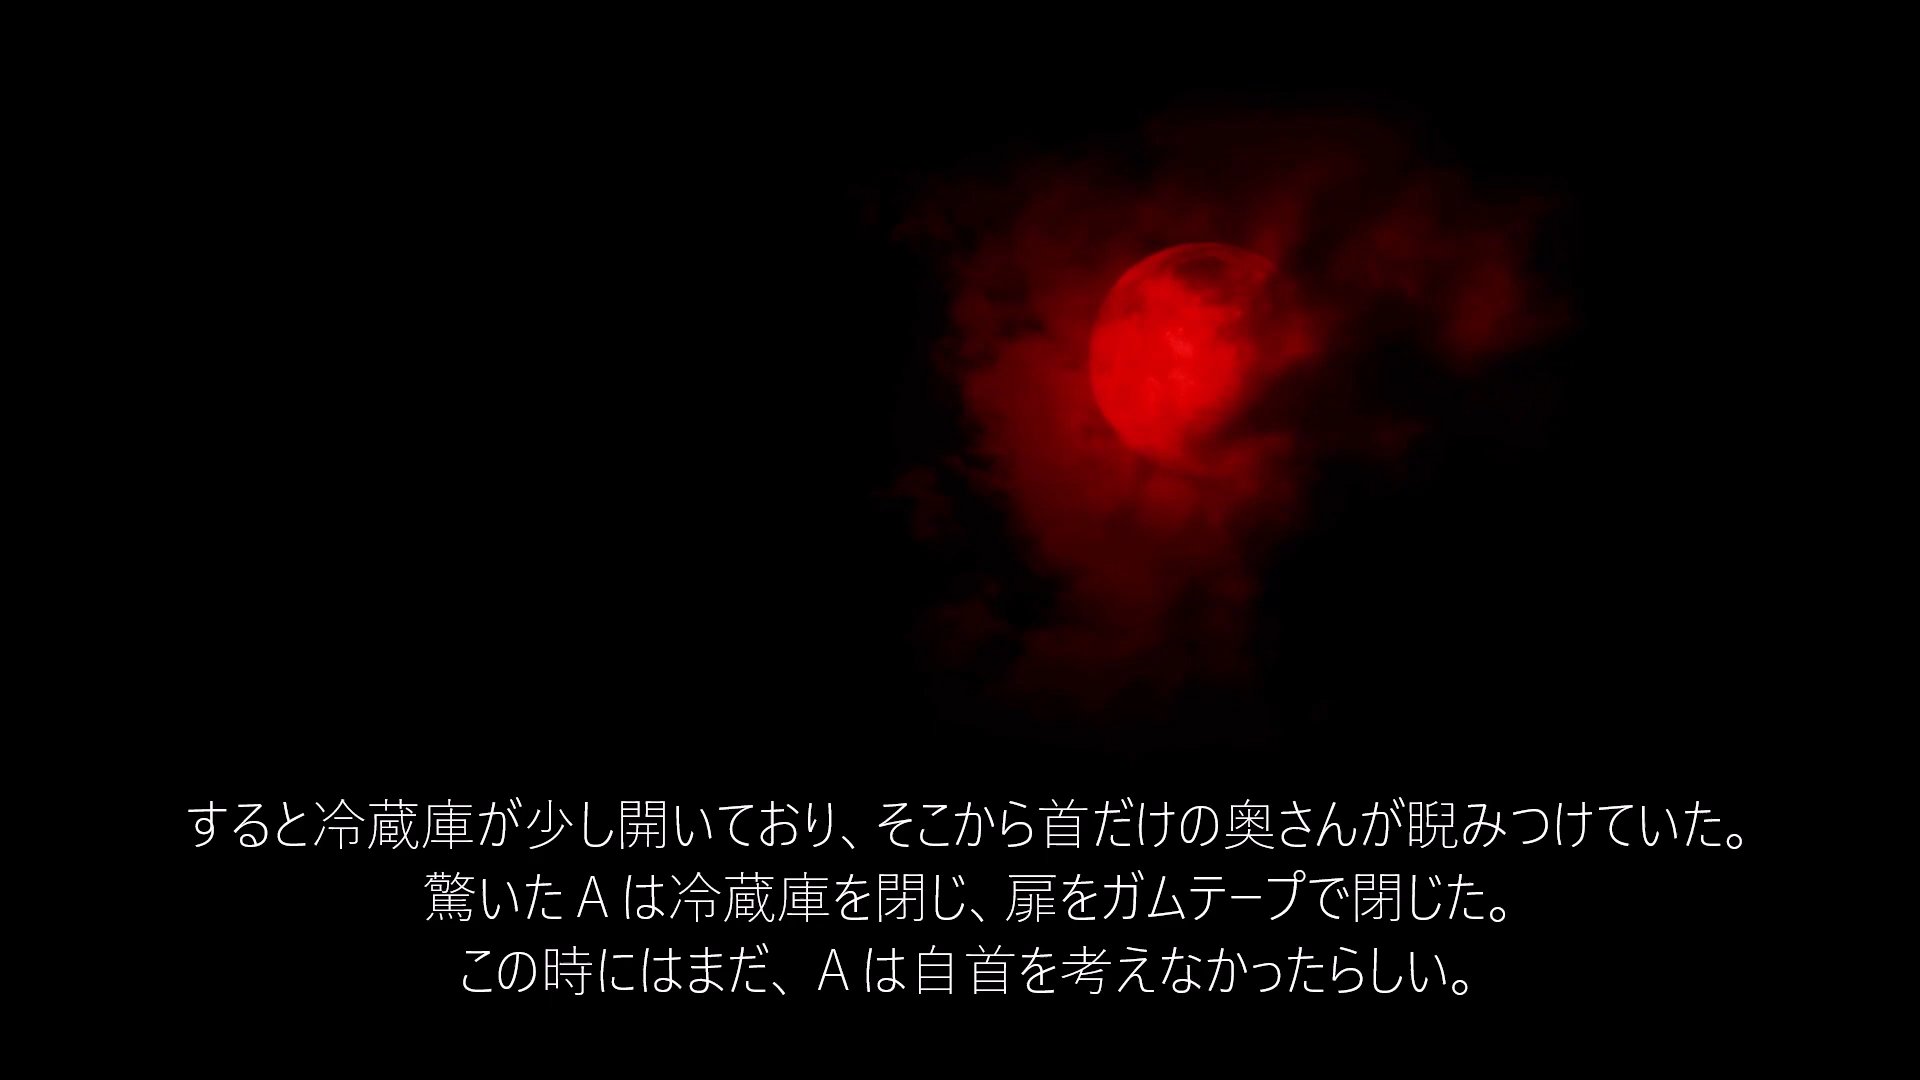 すると冷蔵庫が少し開いており、そこから首だけの奥さんが睨みつけていた。
驚いたAは冷蔵庫を閉じ、扉をガムテープで閉じた。
この時にはまだ、Aは自首を考えなかったらしい。